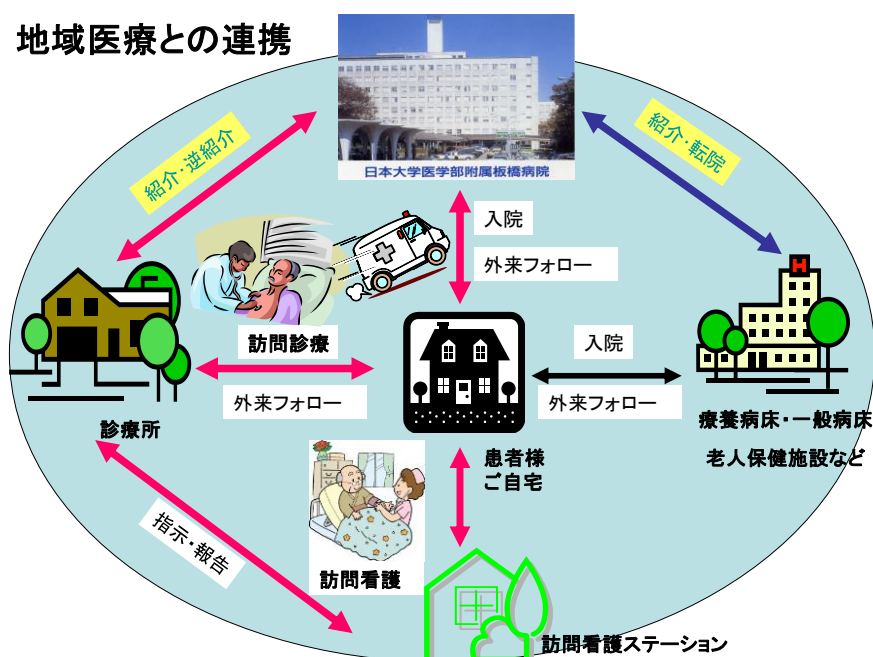 地域医療との連携
日本大学医学部附属板橋病院
紹介・逆紹介
紹介・転院
入院
外来フォロー
H
訪問診療
外来フォロー
入院
外来フォロー
診療所
患者様
ご自宅
療養病床・一般病床
老人保健施設など
指示・報告
訪問看護
訪問看護ステーション